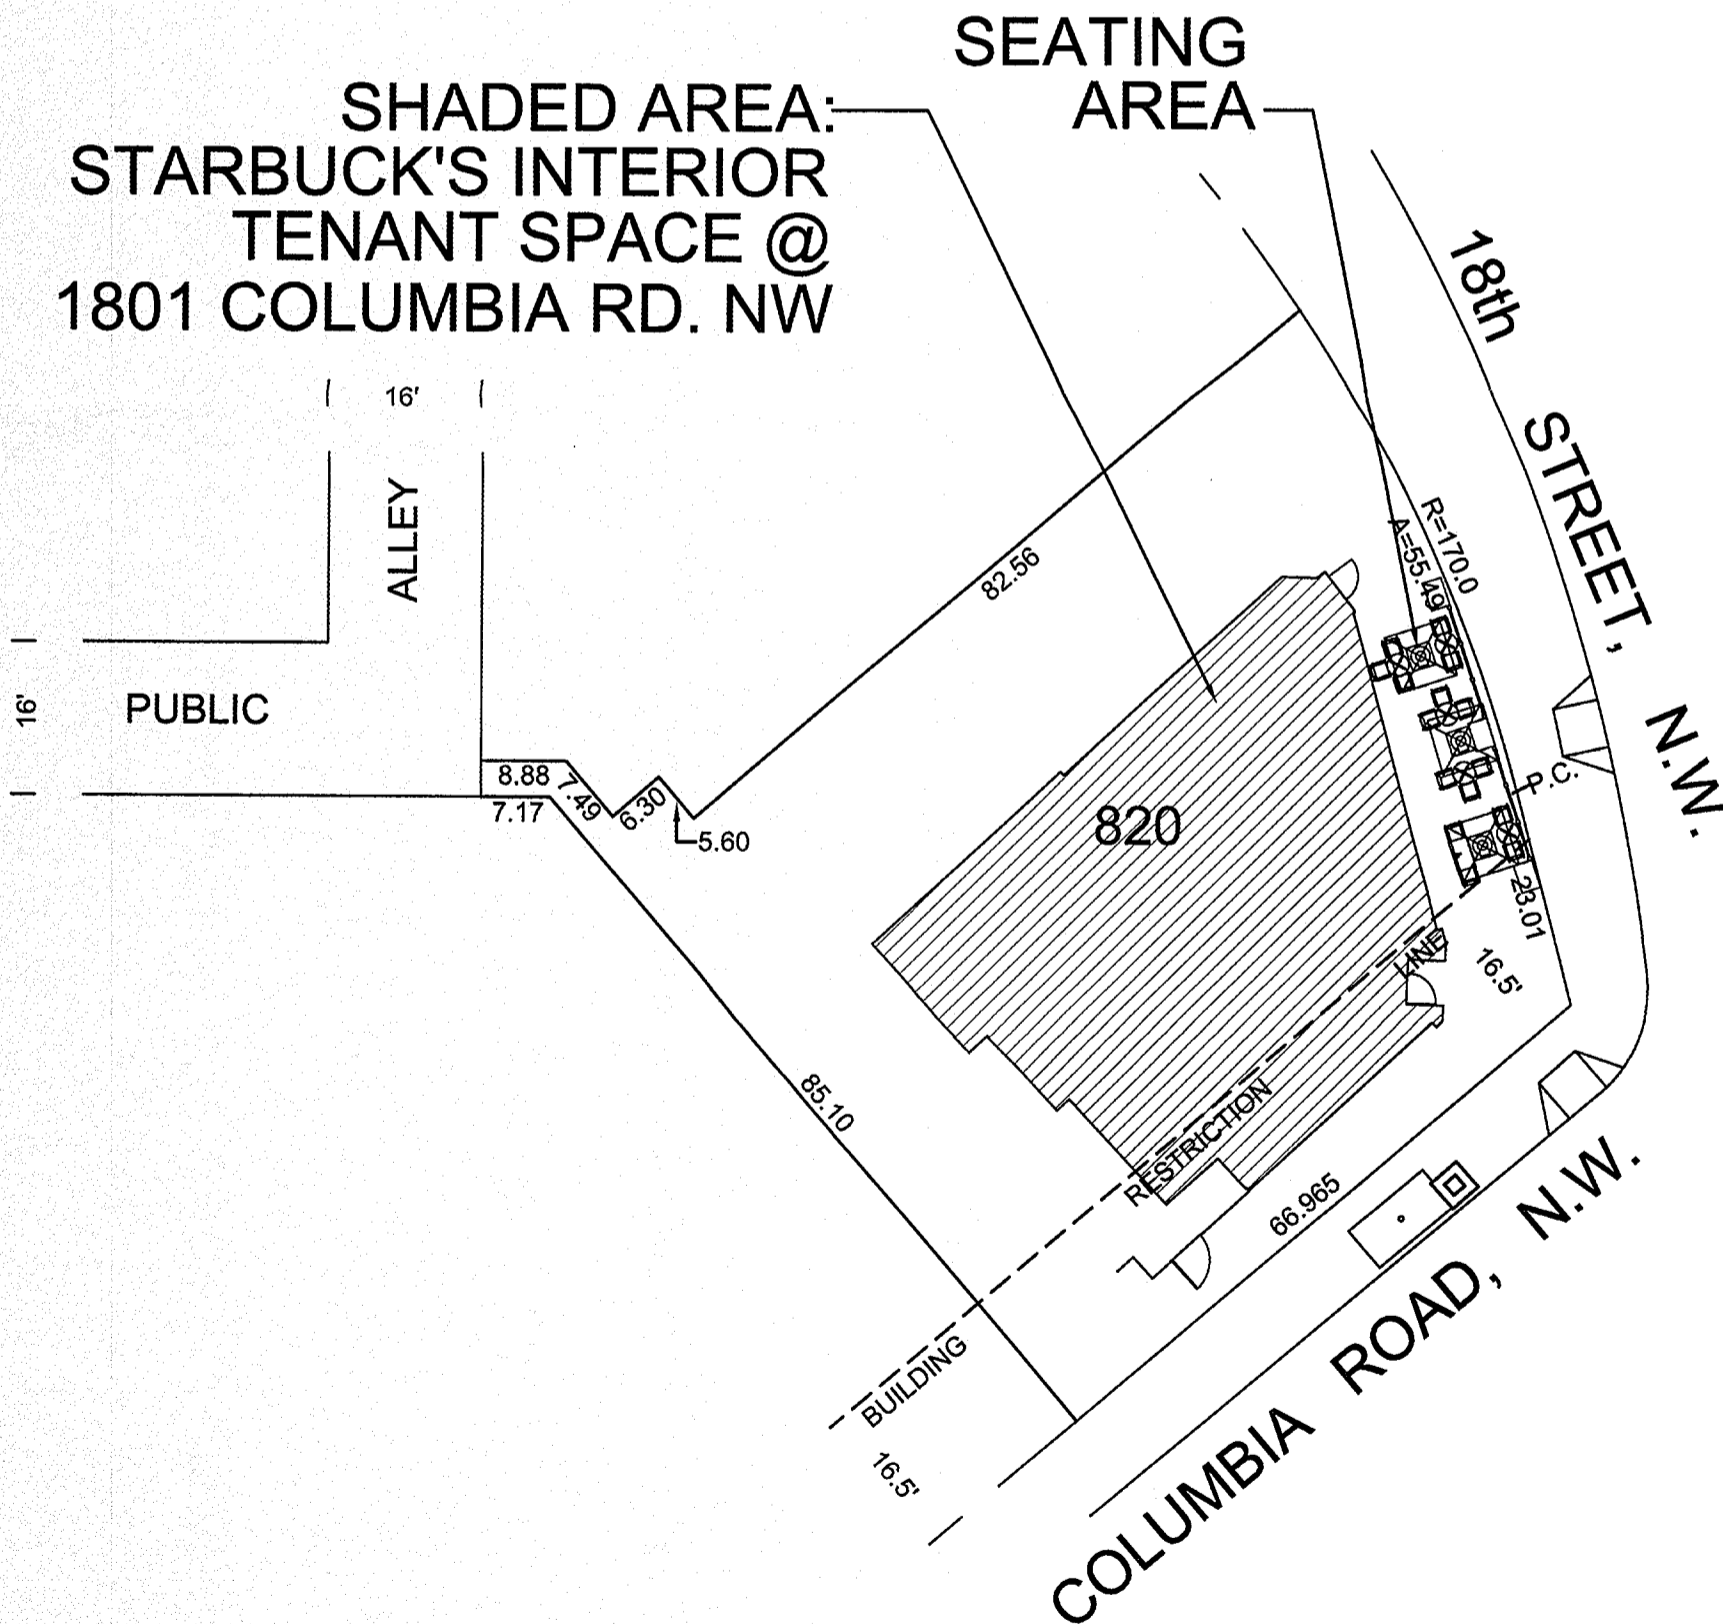 SEATING
AREA
SHADED AREA:
STARBUCK'S INTERIOR
TENANT SPACE @
1801 COLUMBIA RD. NW
18th STREET, N.W.
16'
ALLEY
PUBLIC
16'
82.56
R=170.0
A=55.49
8.88
7.49
7.17
6.30
5.60
820
P.C.
23.01
16.5'
85.10
BUILDING RESTRICTION LINE
66.965
16.5'
COLUMBIA ROAD, N.W.